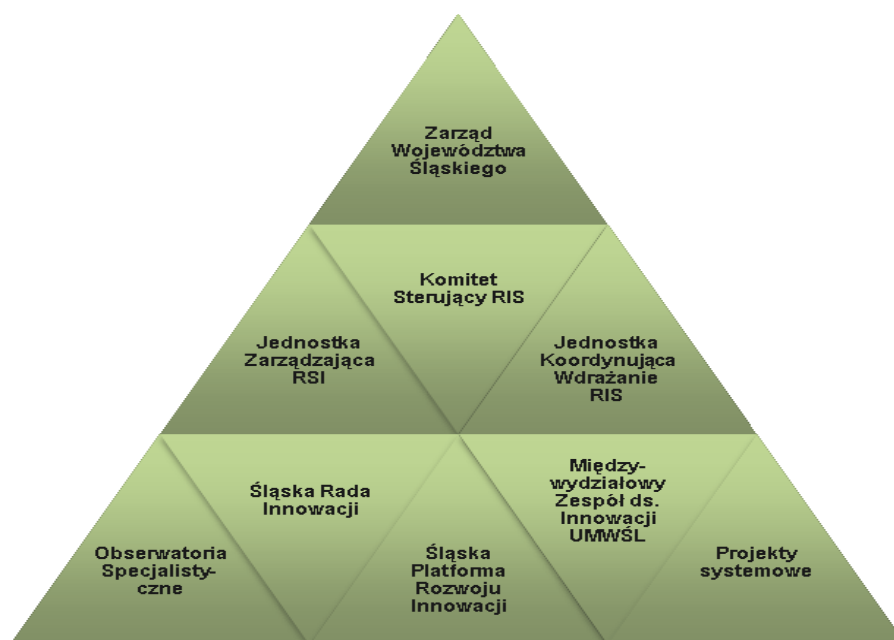 Zarząd
Województwa
Śląskiego
Komitet
Sterujący RIS
Jednostka
Zarządzająca
RSI
Jednostka
Koordynująca
Wdrażanie
RIS
Śląska Rada
Innowacji
Między-
wydziałowy
Zespół ds.
Innowacji
UMWŚL
Obserwatoria
Specjalisty-
czne
Śląska
Platforma
Rozwoju
Innowacji
Projekty
systemowe